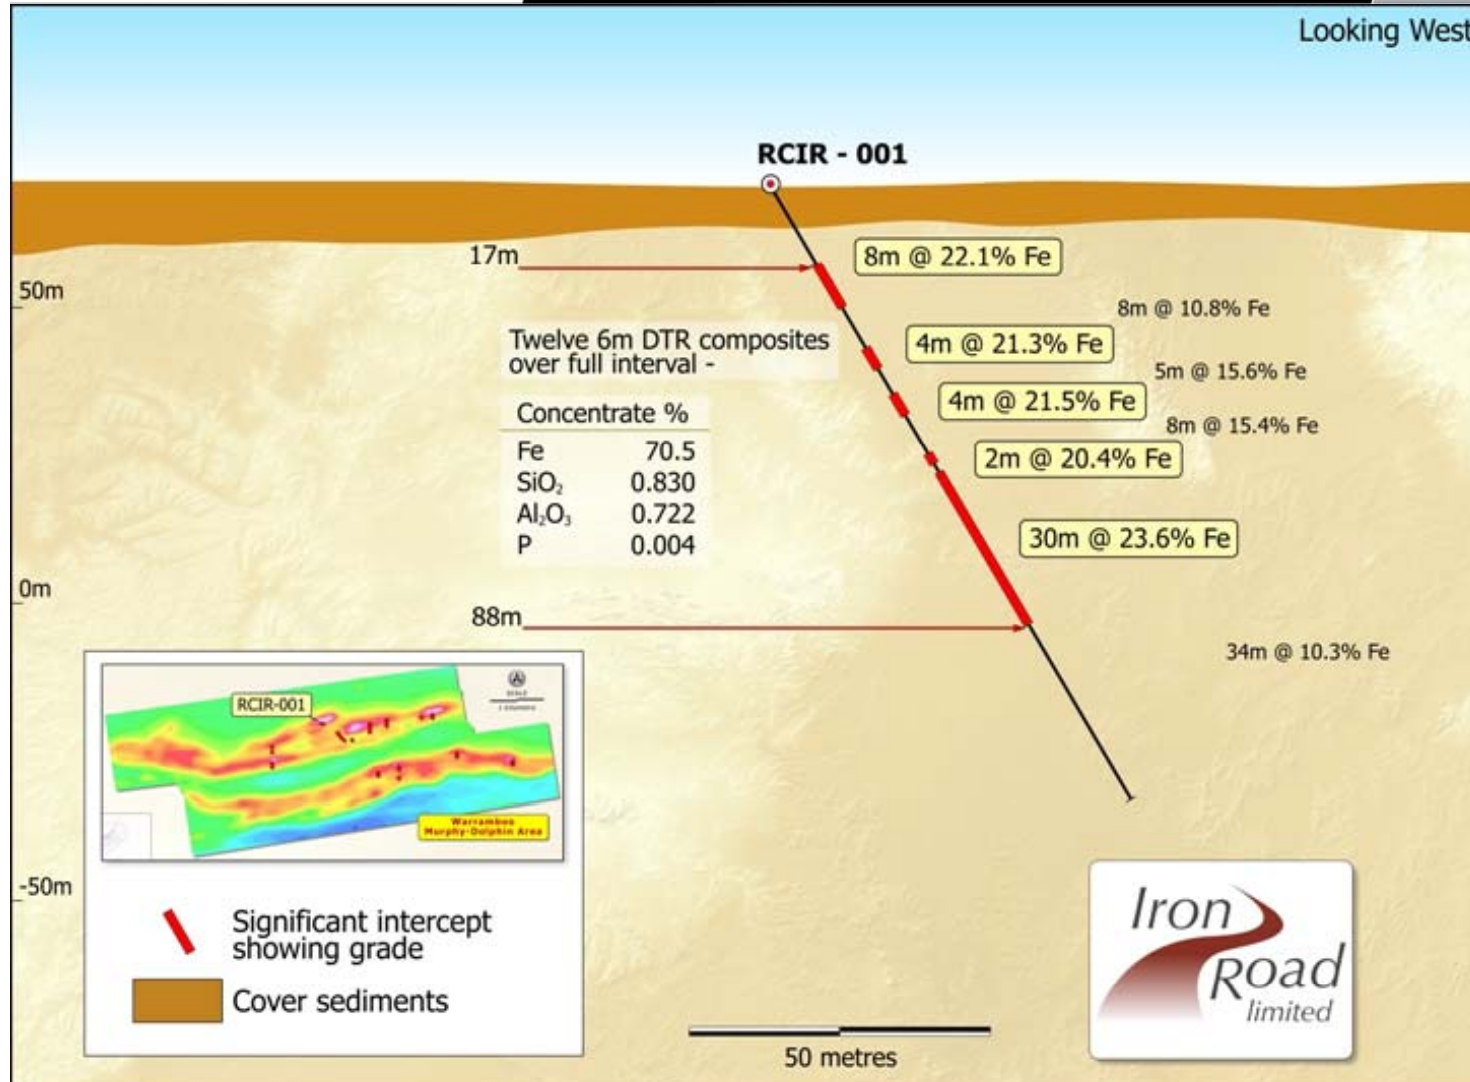 Looking West
RCIR - 001
17m
8m @ 22.1% Fe
50m
8m @ 10.8% Fe
Twelve 6m DTR composites
over full interval -
4m @ 21.3% Fe
5m @ 15.6% Fe
4m @ 21.5% Fe
8m @ 15.4% Fe
2m @ 20.4% Fe
Concentrate %
Fe 70.5
SiO₂ 0.830
Al₂O₃ 0.722
P 0.004
30m @ 23.6% Fe
0m
88m
34m @ 10.3% Fe
RCIR-001
SCALE
Warramboo
Murphy-Dolphin Area
-50m
Significant intercept
showing grade
Cover sediments
50 metres
Iron
Road
limited